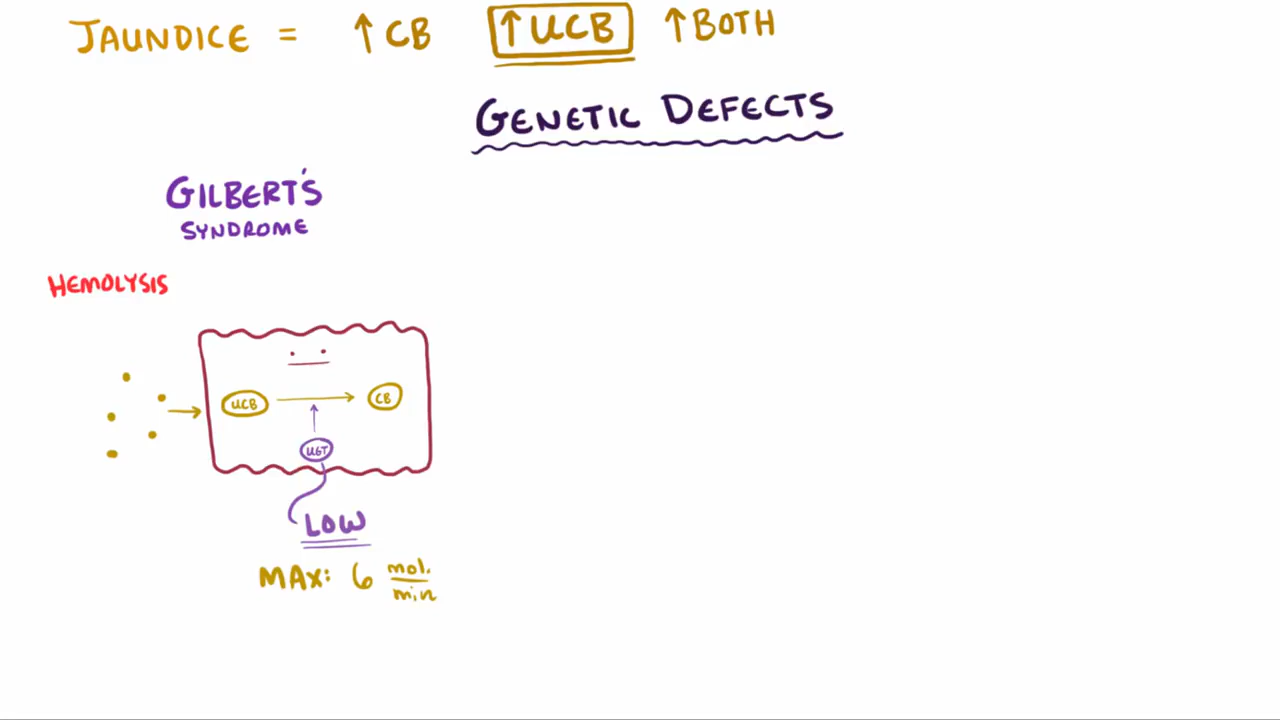 JAUNDICE = ↑CB ↑UCB ↑BOTH
GENETIC DEFECTS
GILBERT'S
SYNDROME
HEMOLYSIS
UCB → CB
UGT
LOW
MAX: 6 mol./min